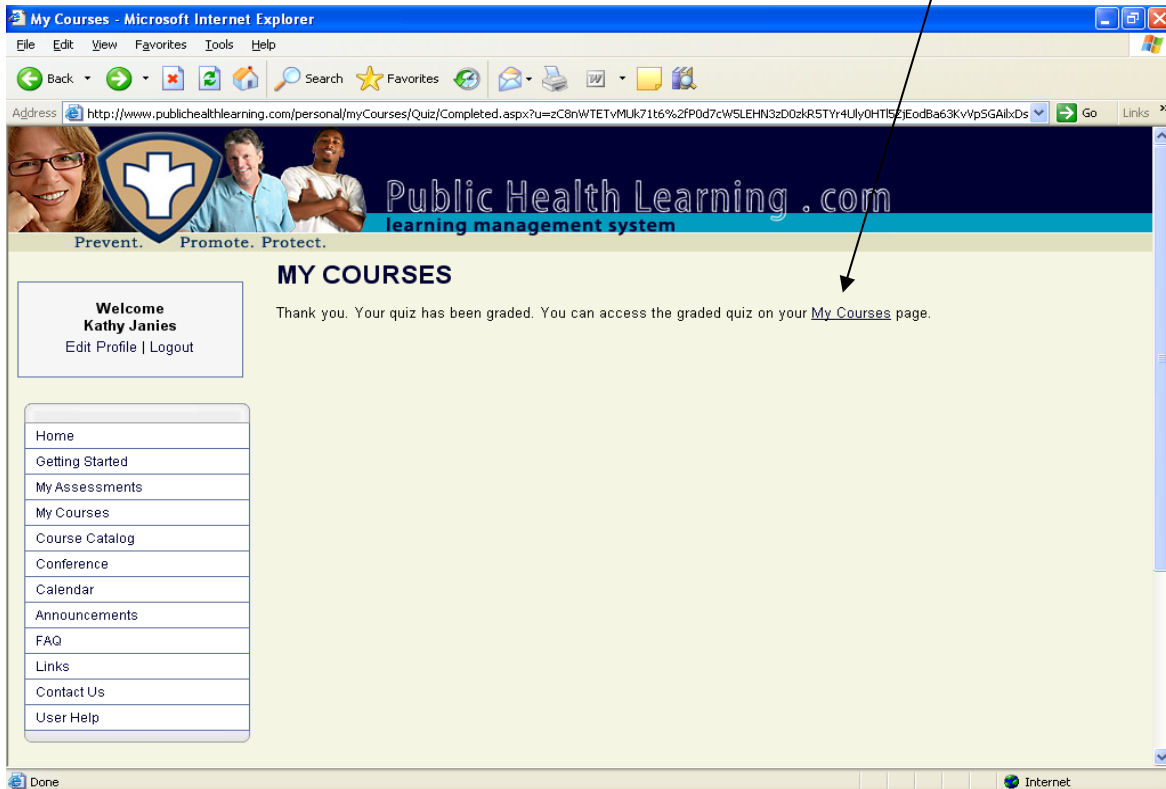 My Courses - Microsoft Internet Explorer
File Edit View Favorites Tools Help
Back Search Favorites
Address http://www.publichealthlearning.com/personal/myCourses/Quiz/Completed.aspx?u= Go Links »
Public Health Learning . com
learning management system
Prevent. Promote. Protect.
MY COURSES
Welcome
Kathy Janies
Edit Profile | Logout
Thank you. Your quiz has been graded. You can access the graded quiz on your My Courses page.
Home
Getting Started
My Assessments
My Courses
Course Catalog
Conference
Calendar
Announcements
FAQ
Links
Contact Us
User Help
Done Internet